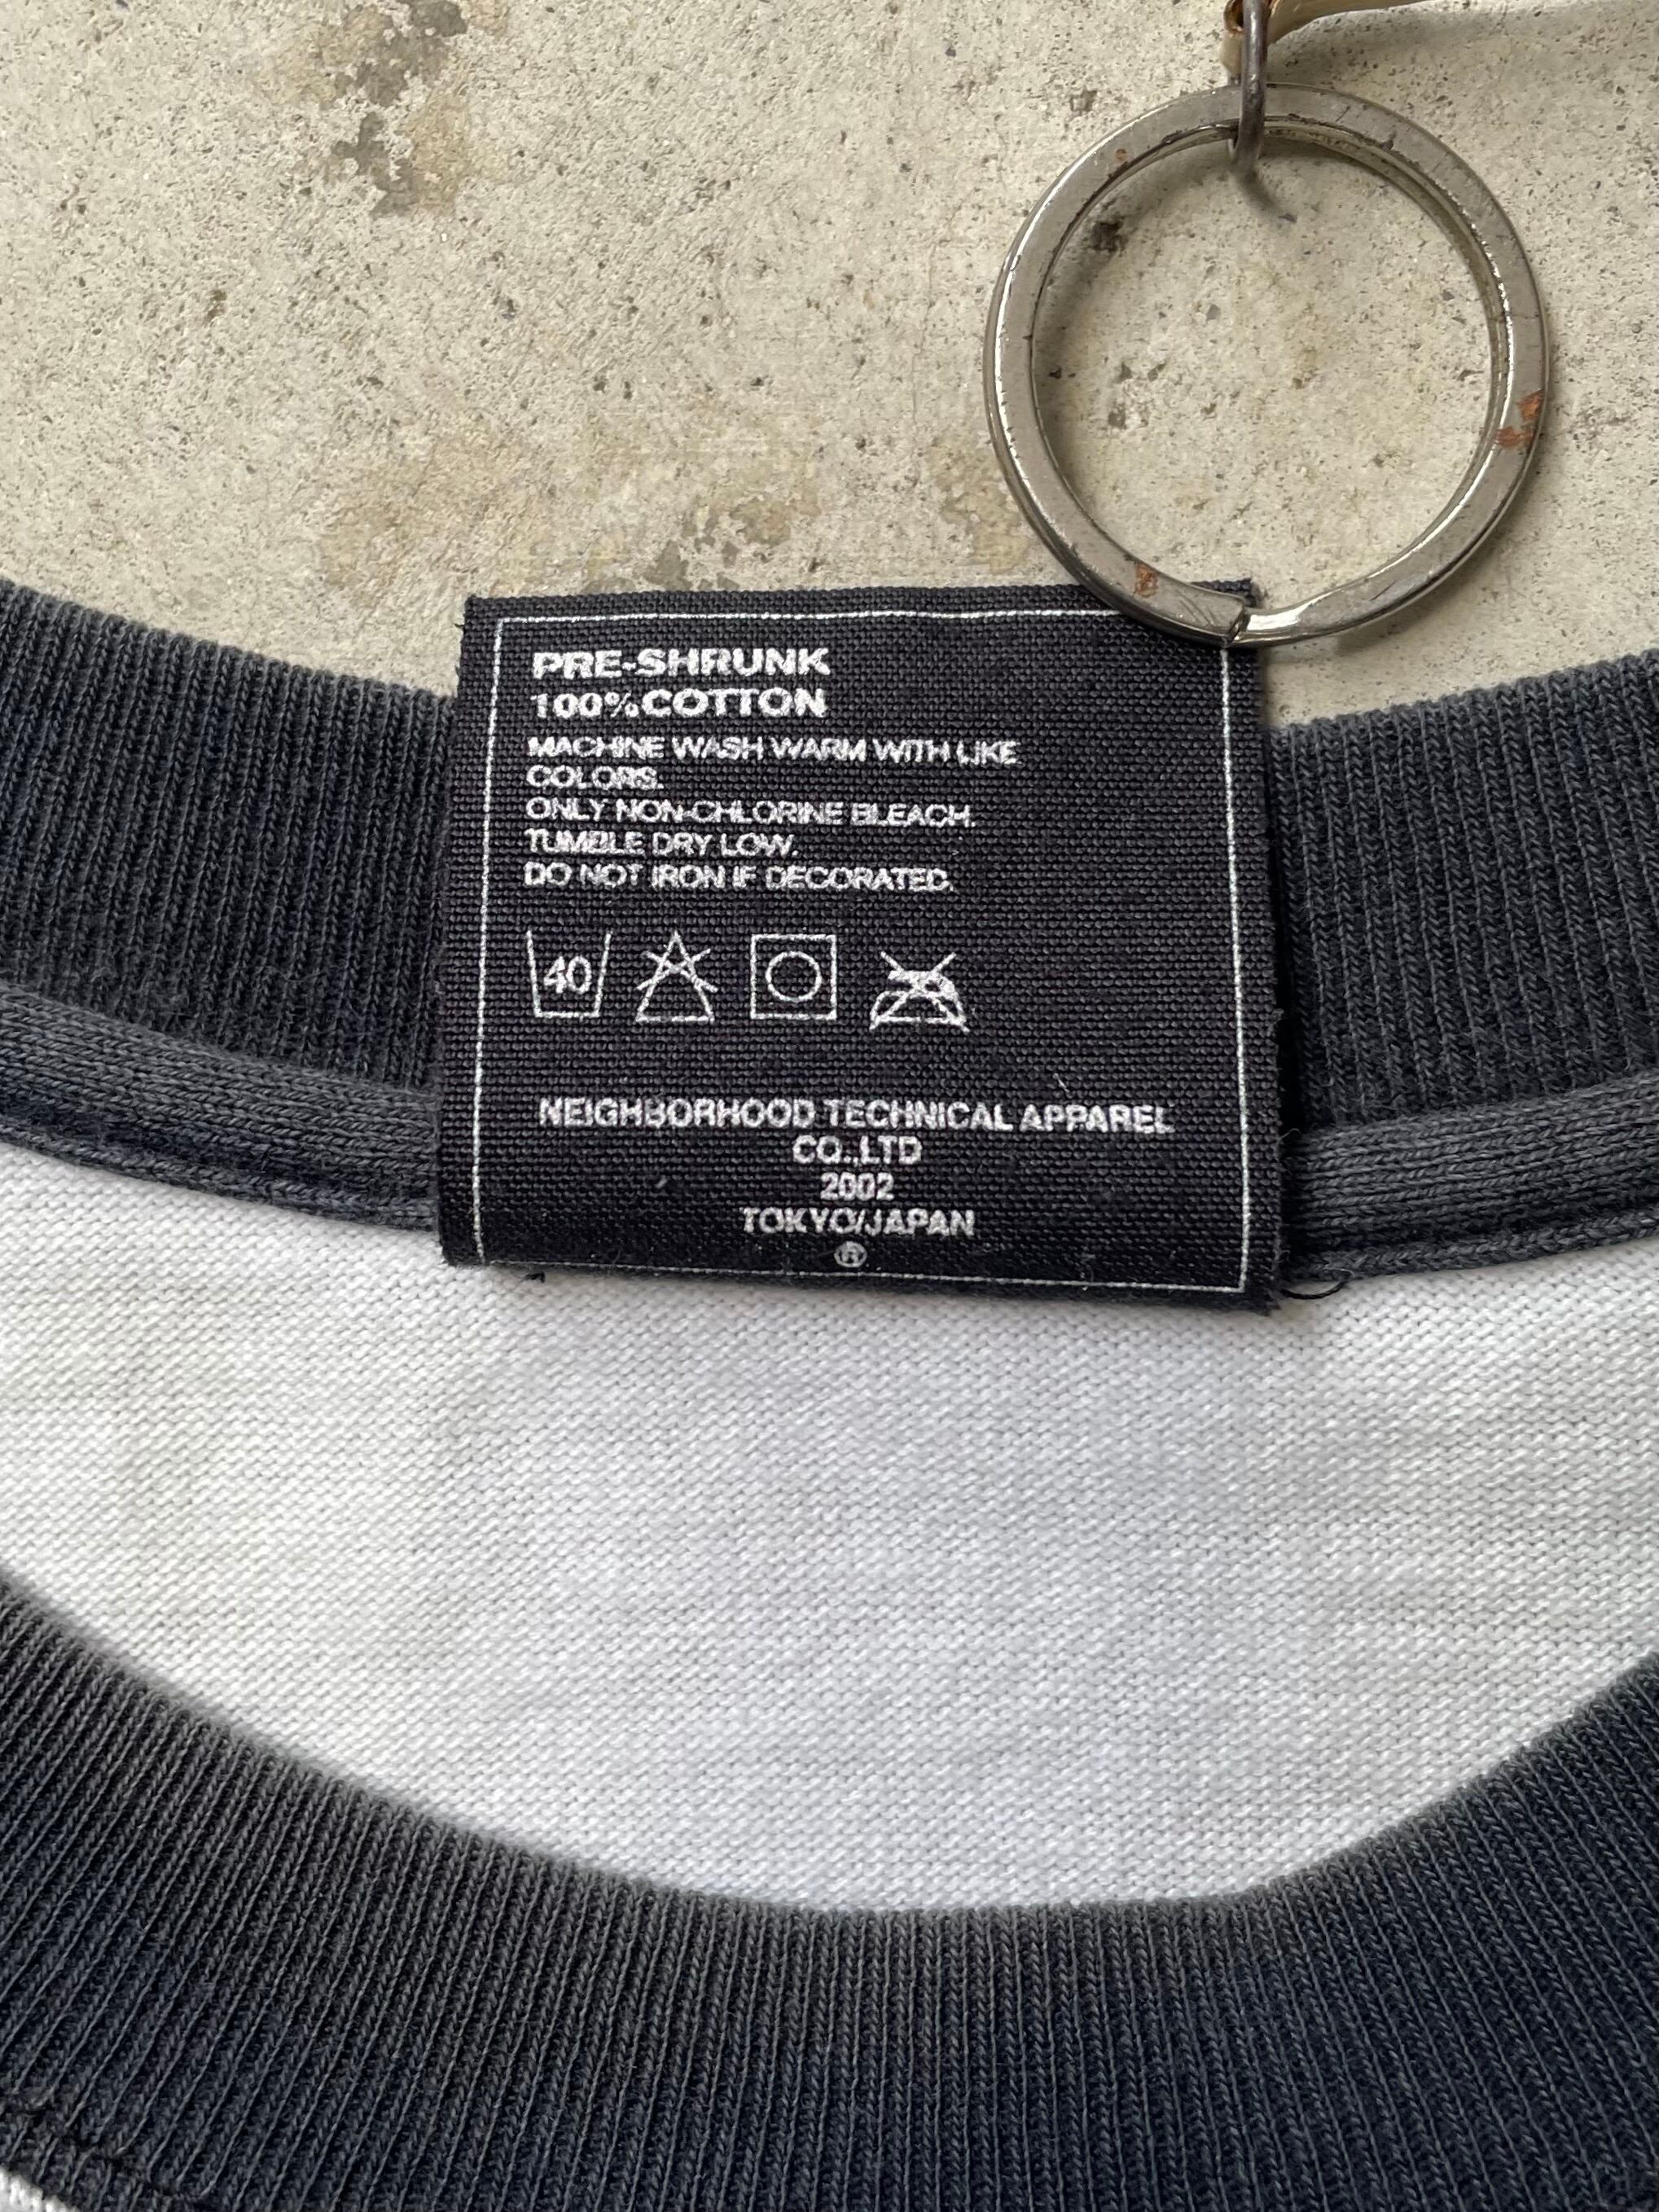 PRE-SHRUNK
100%COTTON
MACHINE WASH WARM WITH LIKE
COLORS.
ONLY NON-CHLORINE BLEACH.
TUMBLE DRY LOW.
DO NOT IRON IF DECORATED.
40
NEIGHBORHOOD TECHNICAL APPAREL
CO.,LTD
2002
TOKYO/JAPAN
®